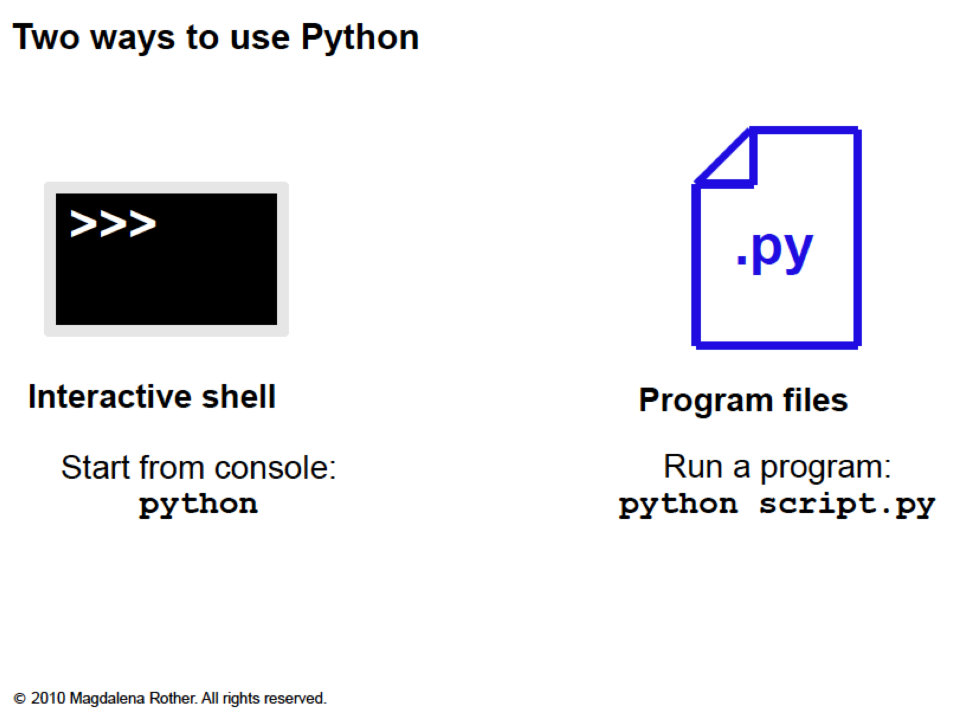 Two ways to use Python
>>>
.py
Interactive shell
Program files
Start from console:
python
Run a program:
python script.py
© 2010 Magdalena Rother. All rights reserved.